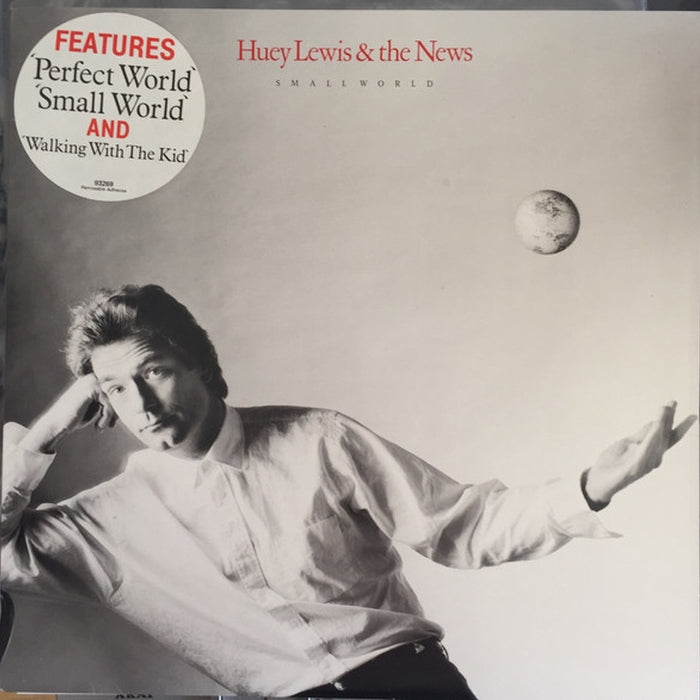 FEATURES
'Perfect World'
'Small World'
AND
'Walking With The Kid'
93269
Removable Adhesive
Huey Lewis & the News
SMALL WORLD